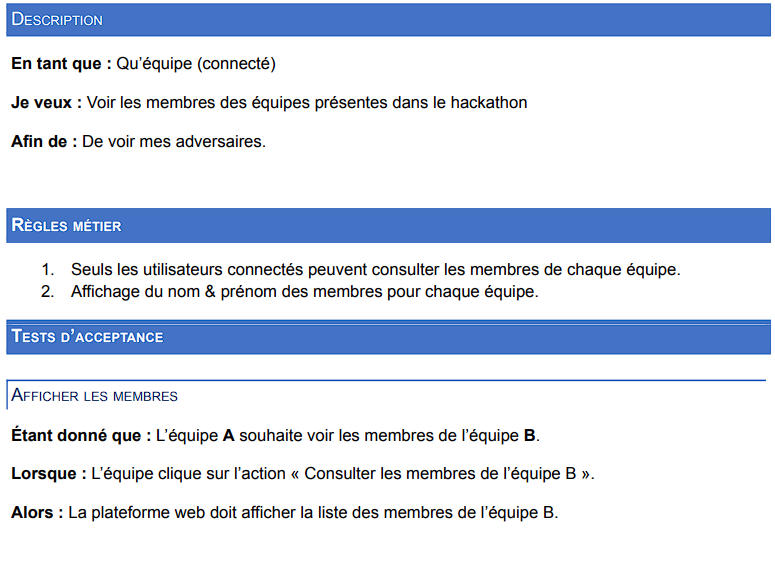 DESCRIPTION
En tant que : Qu'équipe (connecté)
Je veux : Voir les membres des équipes présentes dans le hackathon
Afin de : De voir mes adversaires.
RÈGLES MÉTIER
1. Seuls les utilisateurs connectés peuvent consulter les membres de chaque équipe.
2. Affichage du nom & prénom des membres pour chaque équipe.
TESTS D'ACCEPTANCE
AFFICHER LES MEMBRES
Étant donné que : L'équipe A souhaite voir les membres de l'équipe B.
Lorsque : L'équipe clique sur l'action « Consulter les membres de l'équipe B ».
Alors : La plateforme web doit afficher la liste des membres de l'équipe B.